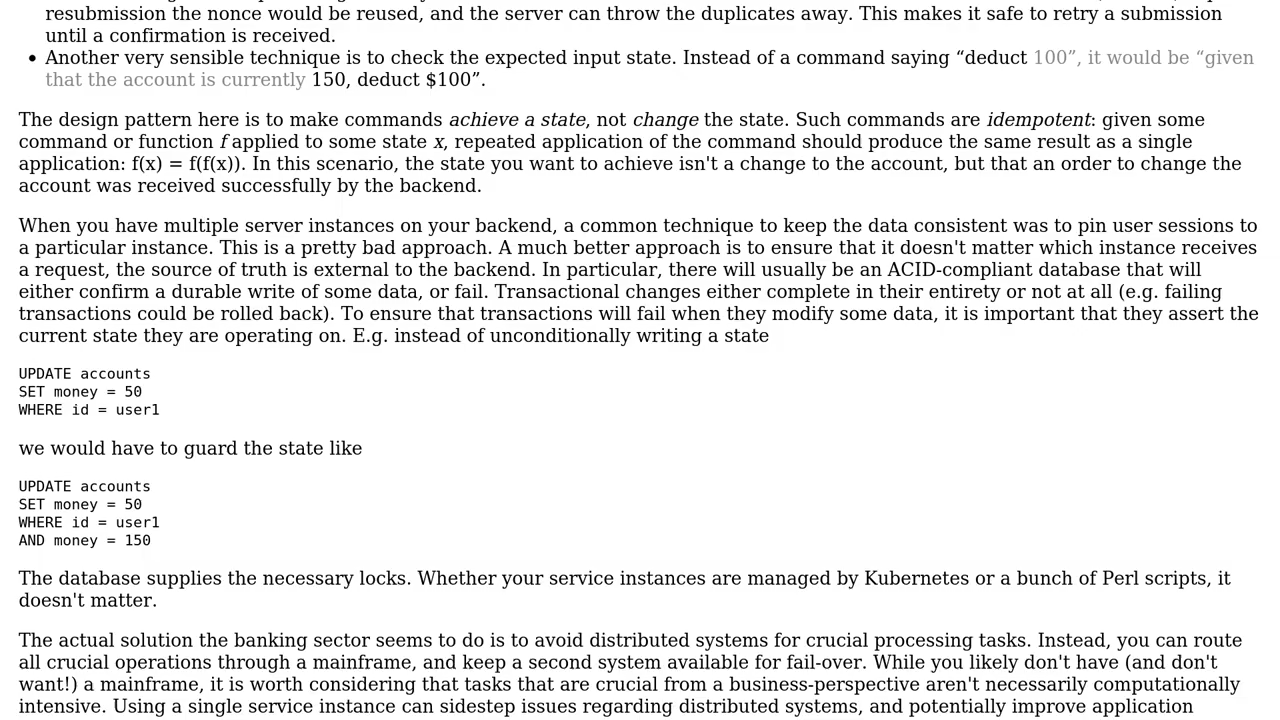 resubmission the nonce would be reused, and the server can throw the duplicates away. This makes it safe to retry a submission
until a confirmation is received.
• Another very sensible technique is to check the expected input state. Instead of a command saying “deduct 100”, it would be “given
that the account is currently 150, deduct $100”.
The design pattern here is to make commands achieve a state, not change the state. Such commands are idempotent: given some
command or function f applied to some state x, repeated application of the command should produce the same result as a single
application: f(x) = f(f(x)). In this scenario, the state you want to achieve isn't a change to the account, but that an order to change the
account was received successfully by the backend.
When you have multiple server instances on your backend, a common technique to keep the data consistent was to pin user sessions to
a particular instance. This is a pretty bad approach. A much better approach is to ensure that it doesn't matter which instance receives
a request, the source of truth is external to the backend. In particular, there will usually be an ACID-compliant database that will
either confirm a durable write of some data, or fail. Transactional changes either complete in their entirety or not at all (e.g. failing
transactions could be rolled back). To ensure that transactions will fail when they modify some data, it is important that they assert the
current state they are operating on. E.g. instead of unconditionally writing a state
UPDATE accounts
SET money = 50
WHERE id = user1
we would have to guard the state like
UPDATE accounts
SET money = 50
WHERE id = user1
AND money = 150
The database supplies the necessary locks. Whether your service instances are managed by Kubernetes or a bunch of Perl scripts, it
doesn't matter.
The actual solution the banking sector seems to do is to avoid distributed systems for crucial processing tasks. Instead, you can route
all crucial operations through a mainframe, and keep a second system available for fail-over. While you likely don't have (and don't
want!) a mainframe, it is worth considering that tasks that are crucial from a business-perspective aren't necessarily computationally
intensive. Using a single service instance can sidestep issues regarding distributed systems, and potentially improve application